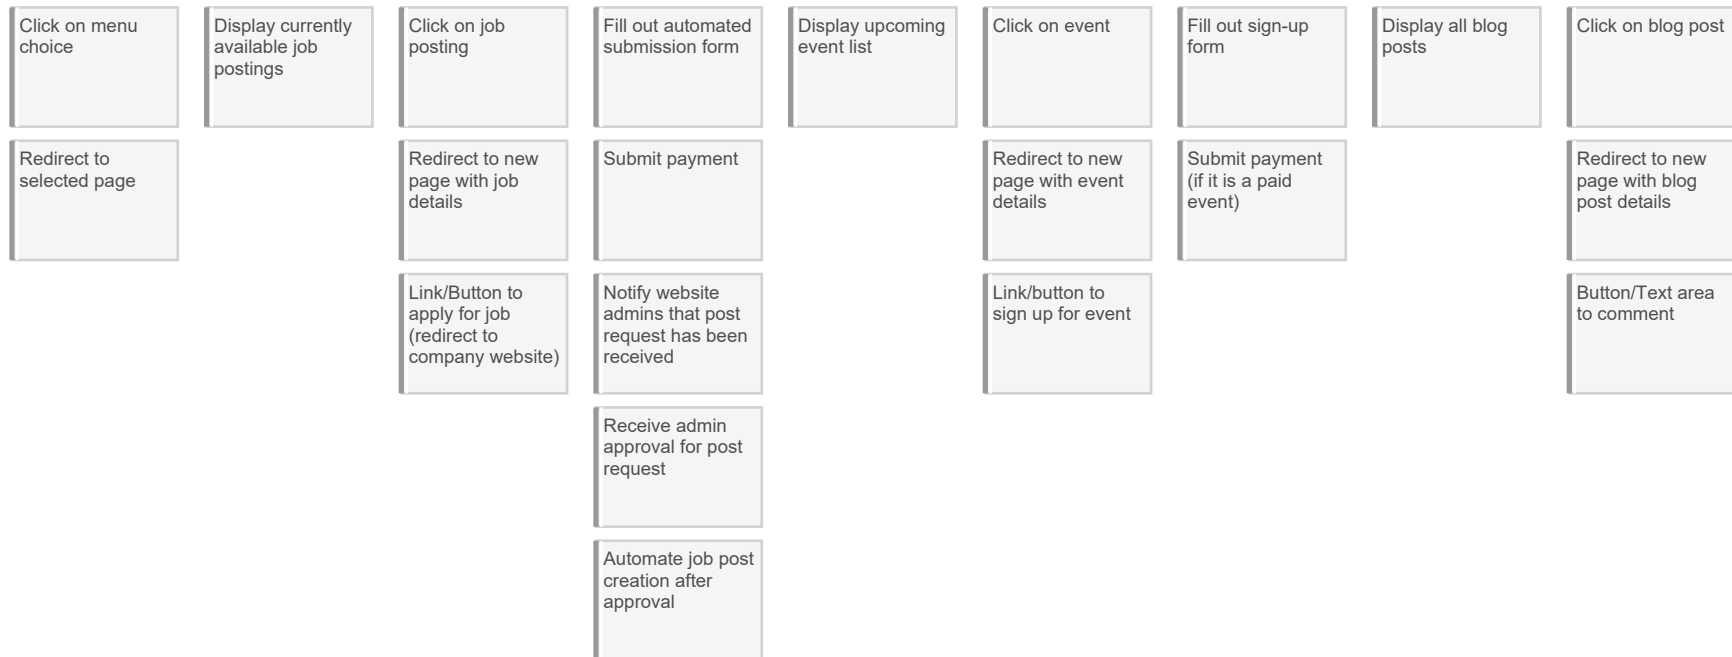 Click on menu
choice
Display currently
available job
postings
Click on job
posting
Fill out automated
submission form
Display upcoming
event list
Click on event
Fill out sign-up
form
Display all blog
posts
Click on blog post
Redirect to
selected page
Redirect to new
page with job
details
Submit payment
Redirect to new
page with event
details
Submit payment
(if it is a paid
event)
Redirect to new
page with blog
post details
Link/Button to
apply for job
(redirect to
company website)
Notify website
admins that post
request has been
received
Link/button to
sign up for event
Button/Text area
to comment
Receive admin
approval for post
request
Automate job post
creation after
approval